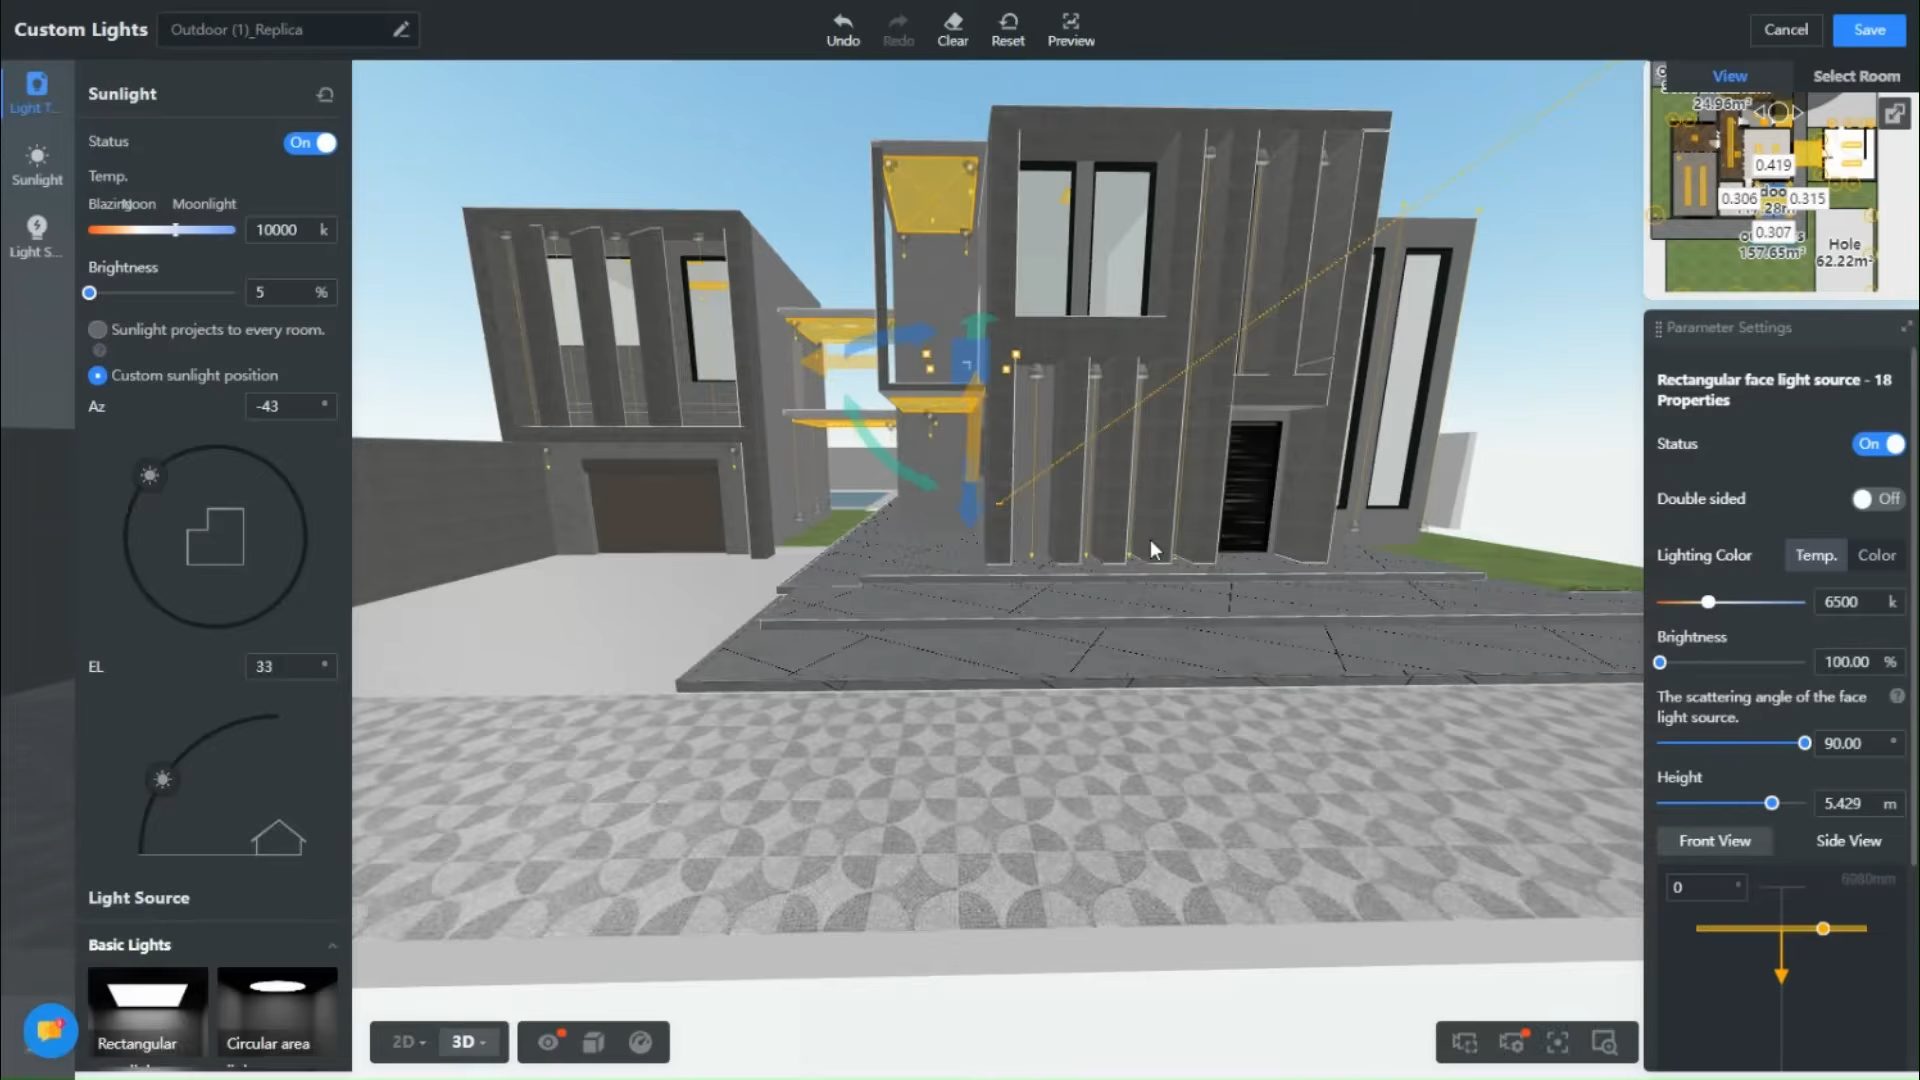 Custom Lights
Outdoor (1)_Replica
Undo
Redo
Clear
Reset
Preview
Cancel
Save
Light T...
Sunlight
Light S...
Sunlight
Status
On
Temp.
Moonlight
10000 k
Brightness
5 %
Sunlight projects to every room.
Custom sunlight position
Az
-43 °
EL
33 °
Light Source
Basic Lights
Rectangular
Circular area
2D
3D
View
Select Room
24.96m²
0.419
0.306
0.315
0.307
157.65m²
Hole
62.22m²
Parameter Settings
Rectangular face light source - 18
Properties
Status
On
Double sided
Off
Lighting Color
Temp.
Color
6500 k
Brightness
100.00 %
The scattering angle of the face
light source.
90.00 °
Height
5.429 m
Front View
Side View
0 °
6980mm